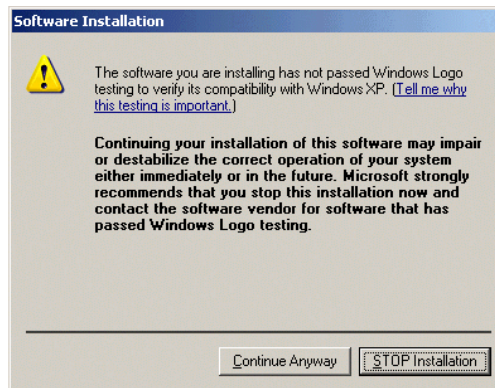 Software Installation
The software you are installing has not passed Windows Logo
testing to verify its compatibility with Windows XP. (Tell me why
this testing is important.)
Continuing your installation of this software may impair
or destabilize the correct operation of your system
either immediately or in the future. Microsoft strongly
recommends that you stop this installation now and
contact the software vendor for software that has
passed Windows Logo testing.
Continue Anyway
STOP Installation